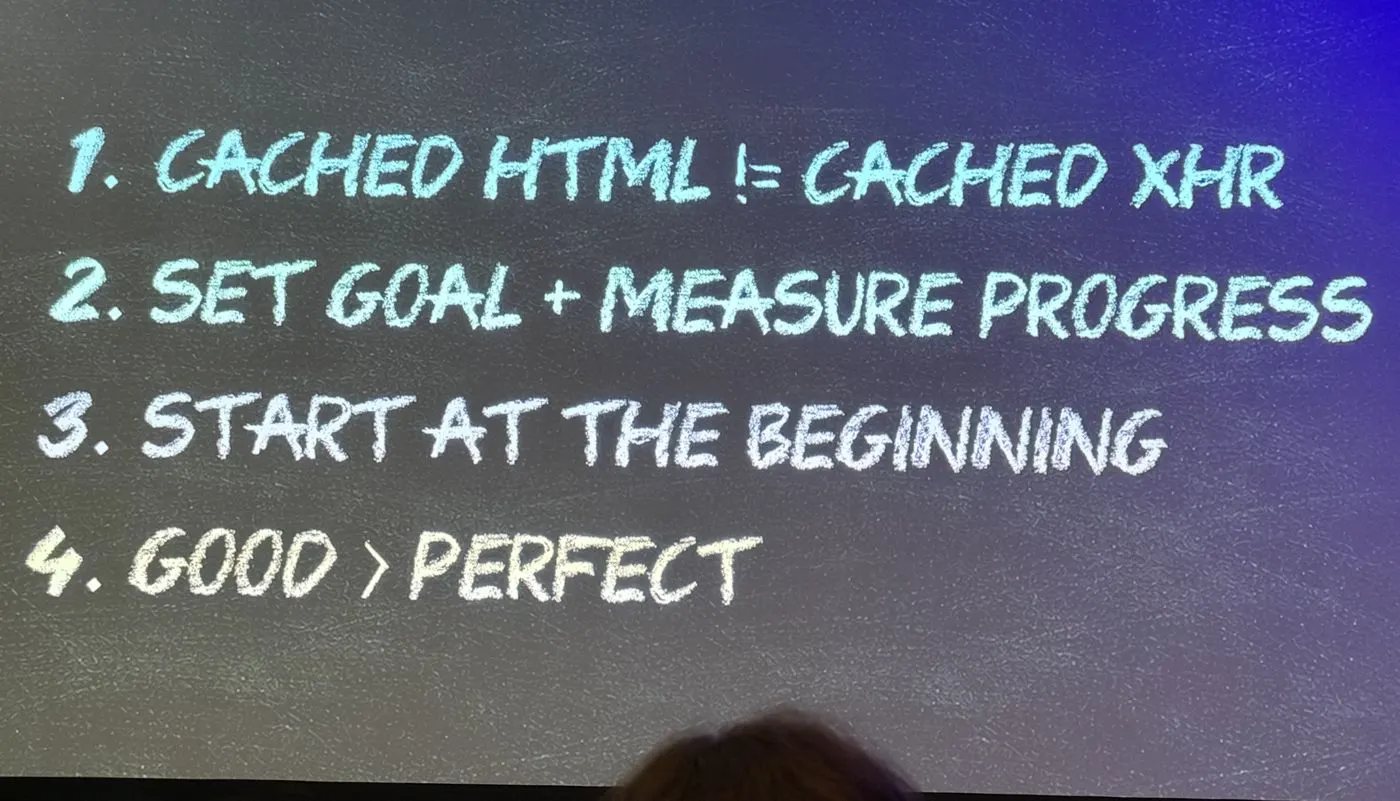 1. CACHED HTML != CACHED XHR
2. SET GOAL + MEASURE PROGRESS
3. START AT THE BEGINNING
4. GOOD > PERFECT